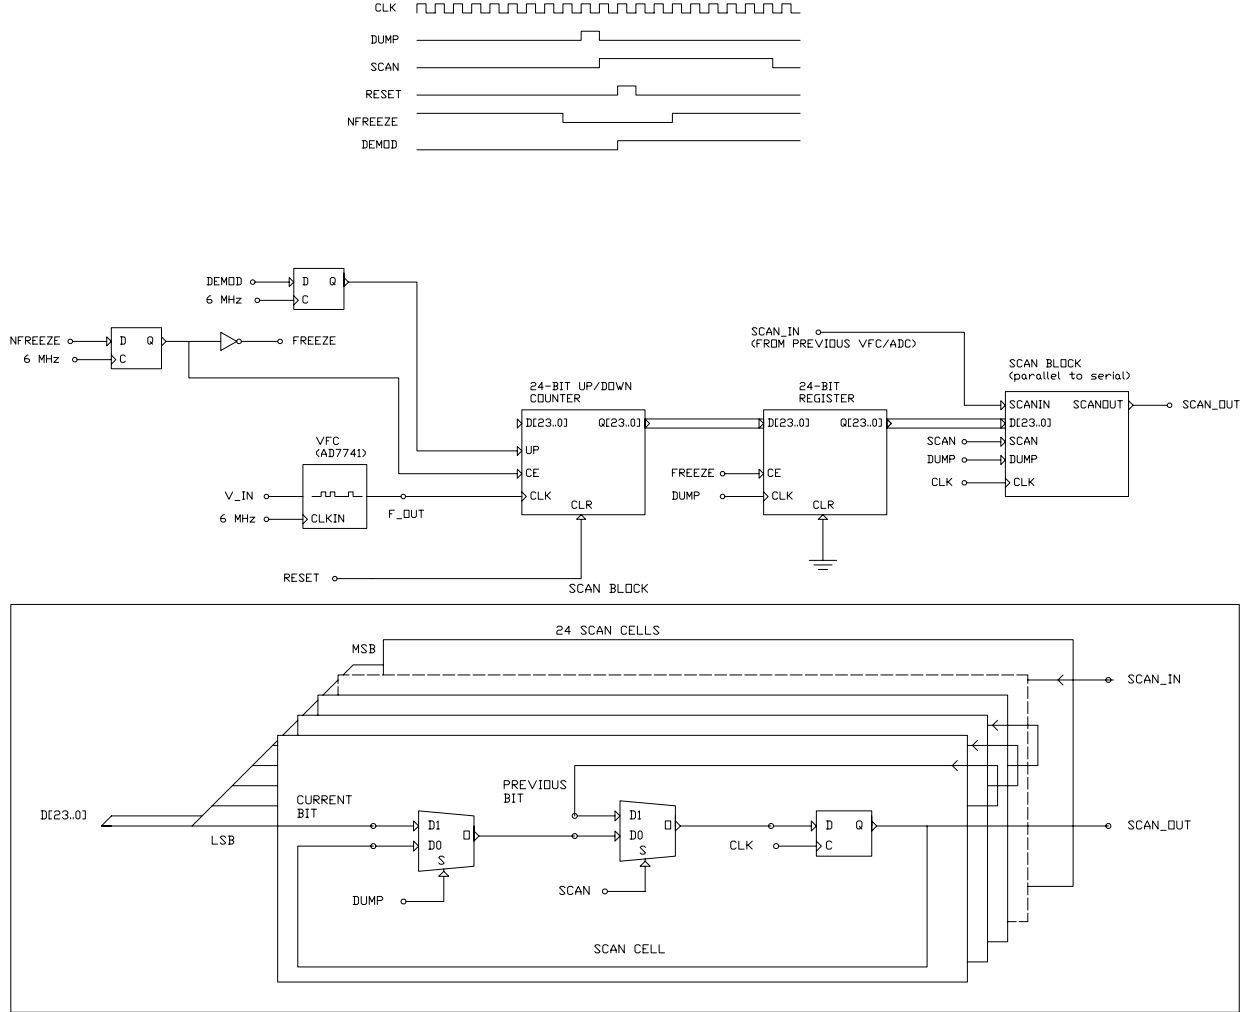 CLK
DUMP
SCAN
RESET
NFREEZE
DEMOD
DEMOD
D Q
6 MHz
C
NFREEZE
D Q
FREEZE
6 MHz
C
SCAN_IN
(FROM PREVIOUS VFC/ADC)
SCAN BLOCK
(parallel to serial)
24-BIT UP/DOWN
COUNTER
24-BIT
REGISTER
SCANIN SCANOUT
SCAN_OUT
D[23..0] Q[23..0]
D[23..0] Q[23..0]
D[23..0]
SCAN
SCAN
VFC
(AD7741)
UP
DUMP
DUMP
CE
FREEZE
CE
CLK
CLK
V_IN
F_OUT
CLK
DUMP
CLK
6 MHz
CLKIN
CLR
CLR
RESET
SCAN BLOCK
24 SCAN CELLS
MSB
SCAN_IN
PREVIOUS
BIT
CURRENT
BIT
D[23..0]
LSB
D1
D0
O
S
D1
D0
O
S
D Q
C
CLK
SCAN_OUT
DUMP
SCAN
SCAN CELL